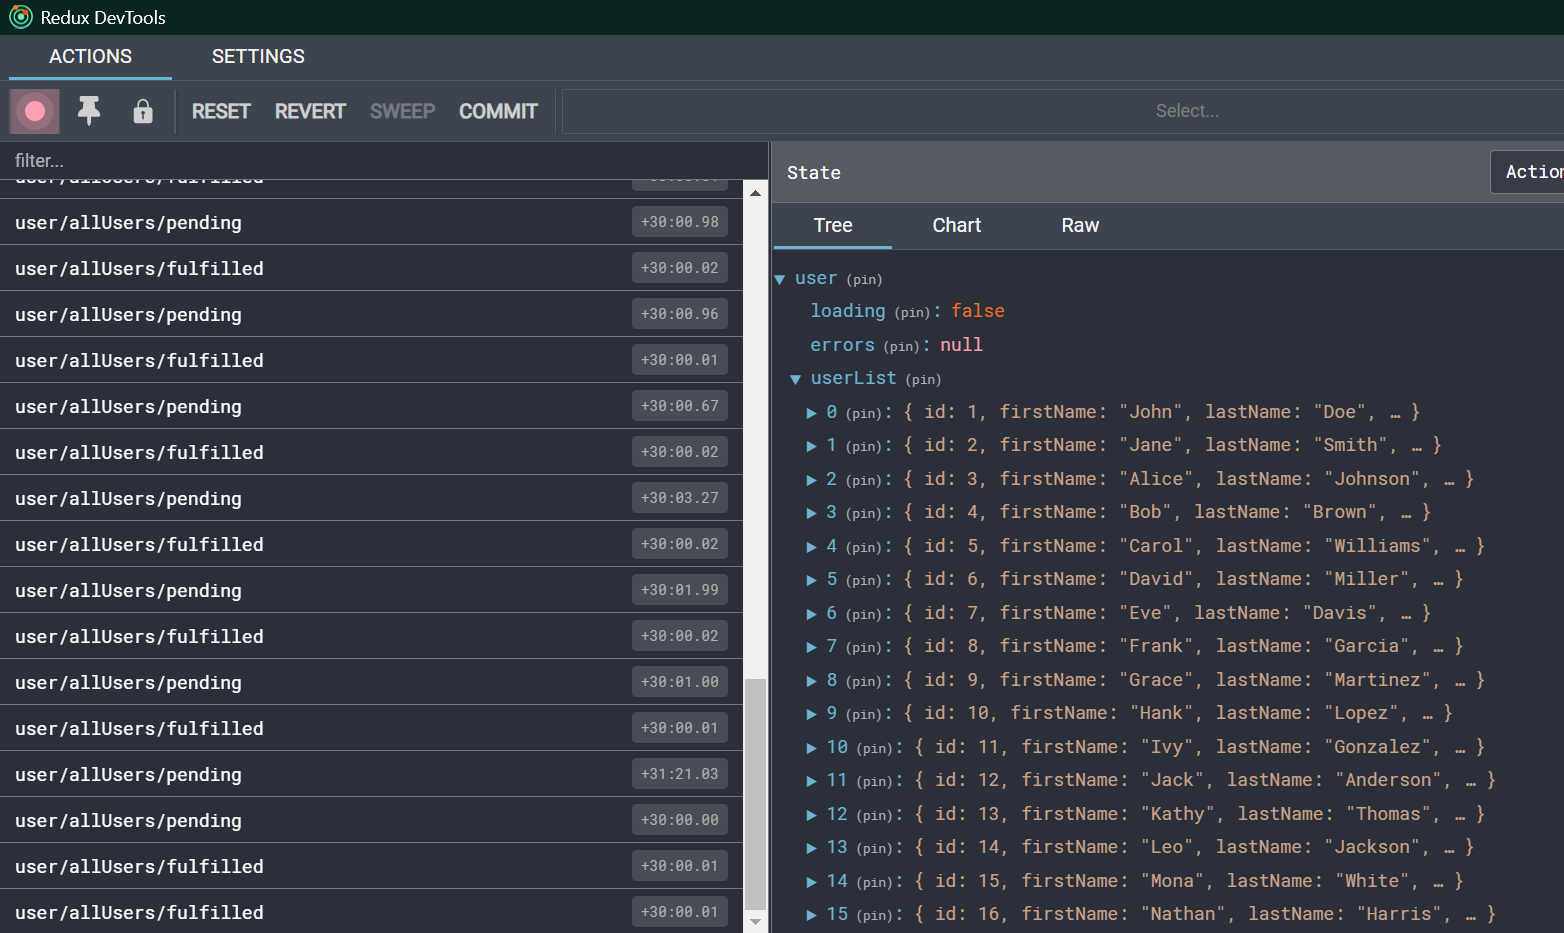 Redux DevTools
ACTIONS SETTINGS
RESET REVERT SWEEP COMMIT Select...
filter...
user/allUsers/fulfilled
user/allUsers/pending +30:00.98
user/allUsers/fulfilled +30:00.02
user/allUsers/pending +30:00.96
user/allUsers/fulfilled +30:00.01
user/allUsers/pending +30:00.67
user/allUsers/fulfilled +30:00.02
user/allUsers/pending +30:03.27
user/allUsers/fulfilled +30:00.02
user/allUsers/pending +30:01.99
user/allUsers/fulfilled +30:00.02
user/allUsers/pending +30:01.00
user/allUsers/fulfilled +30:00.01
user/allUsers/pending +31:21.03
user/allUsers/pending +30:00.00
user/allUsers/fulfilled +30:00.01
user/allUsers/fulfilled +30:00.01
State Action
Tree Chart Raw
user (pin)
loading (pin): false
errors (pin): null
userList (pin)
0 (pin): { id: 1, firstName: "John", lastName: "Doe", … }
1 (pin): { id: 2, firstName: "Jane", lastName: "Smith", … }
2 (pin): { id: 3, firstName: "Alice", lastName: "Johnson", … }
3 (pin): { id: 4, firstName: "Bob", lastName: "Brown", … }
4 (pin): { id: 5, firstName: "Carol", lastName: "Williams", … }
5 (pin): { id: 6, firstName: "David", lastName: "Miller", … }
6 (pin): { id: 7, firstName: "Eve", lastName: "Davis", … }
7 (pin): { id: 8, firstName: "Frank", lastName: "Garcia", … }
8 (pin): { id: 9, firstName: "Grace", lastName: "Martinez", … }
9 (pin): { id: 10, firstName: "Hank", lastName: "Lopez", … }
10 (pin): { id: 11, firstName: "Ivy", lastName: "Gonzalez", … }
11 (pin): { id: 12, firstName: "Jack", lastName: "Anderson", … }
12 (pin): { id: 13, firstName: "Kathy", lastName: "Thomas", … }
13 (pin): { id: 14, firstName: "Leo", lastName: "Jackson", … }
14 (pin): { id: 15, firstName: "Mona", lastName: "White", … }
15 (pin): { id: 16, firstName: "Nathan", lastName: "Harris", … }